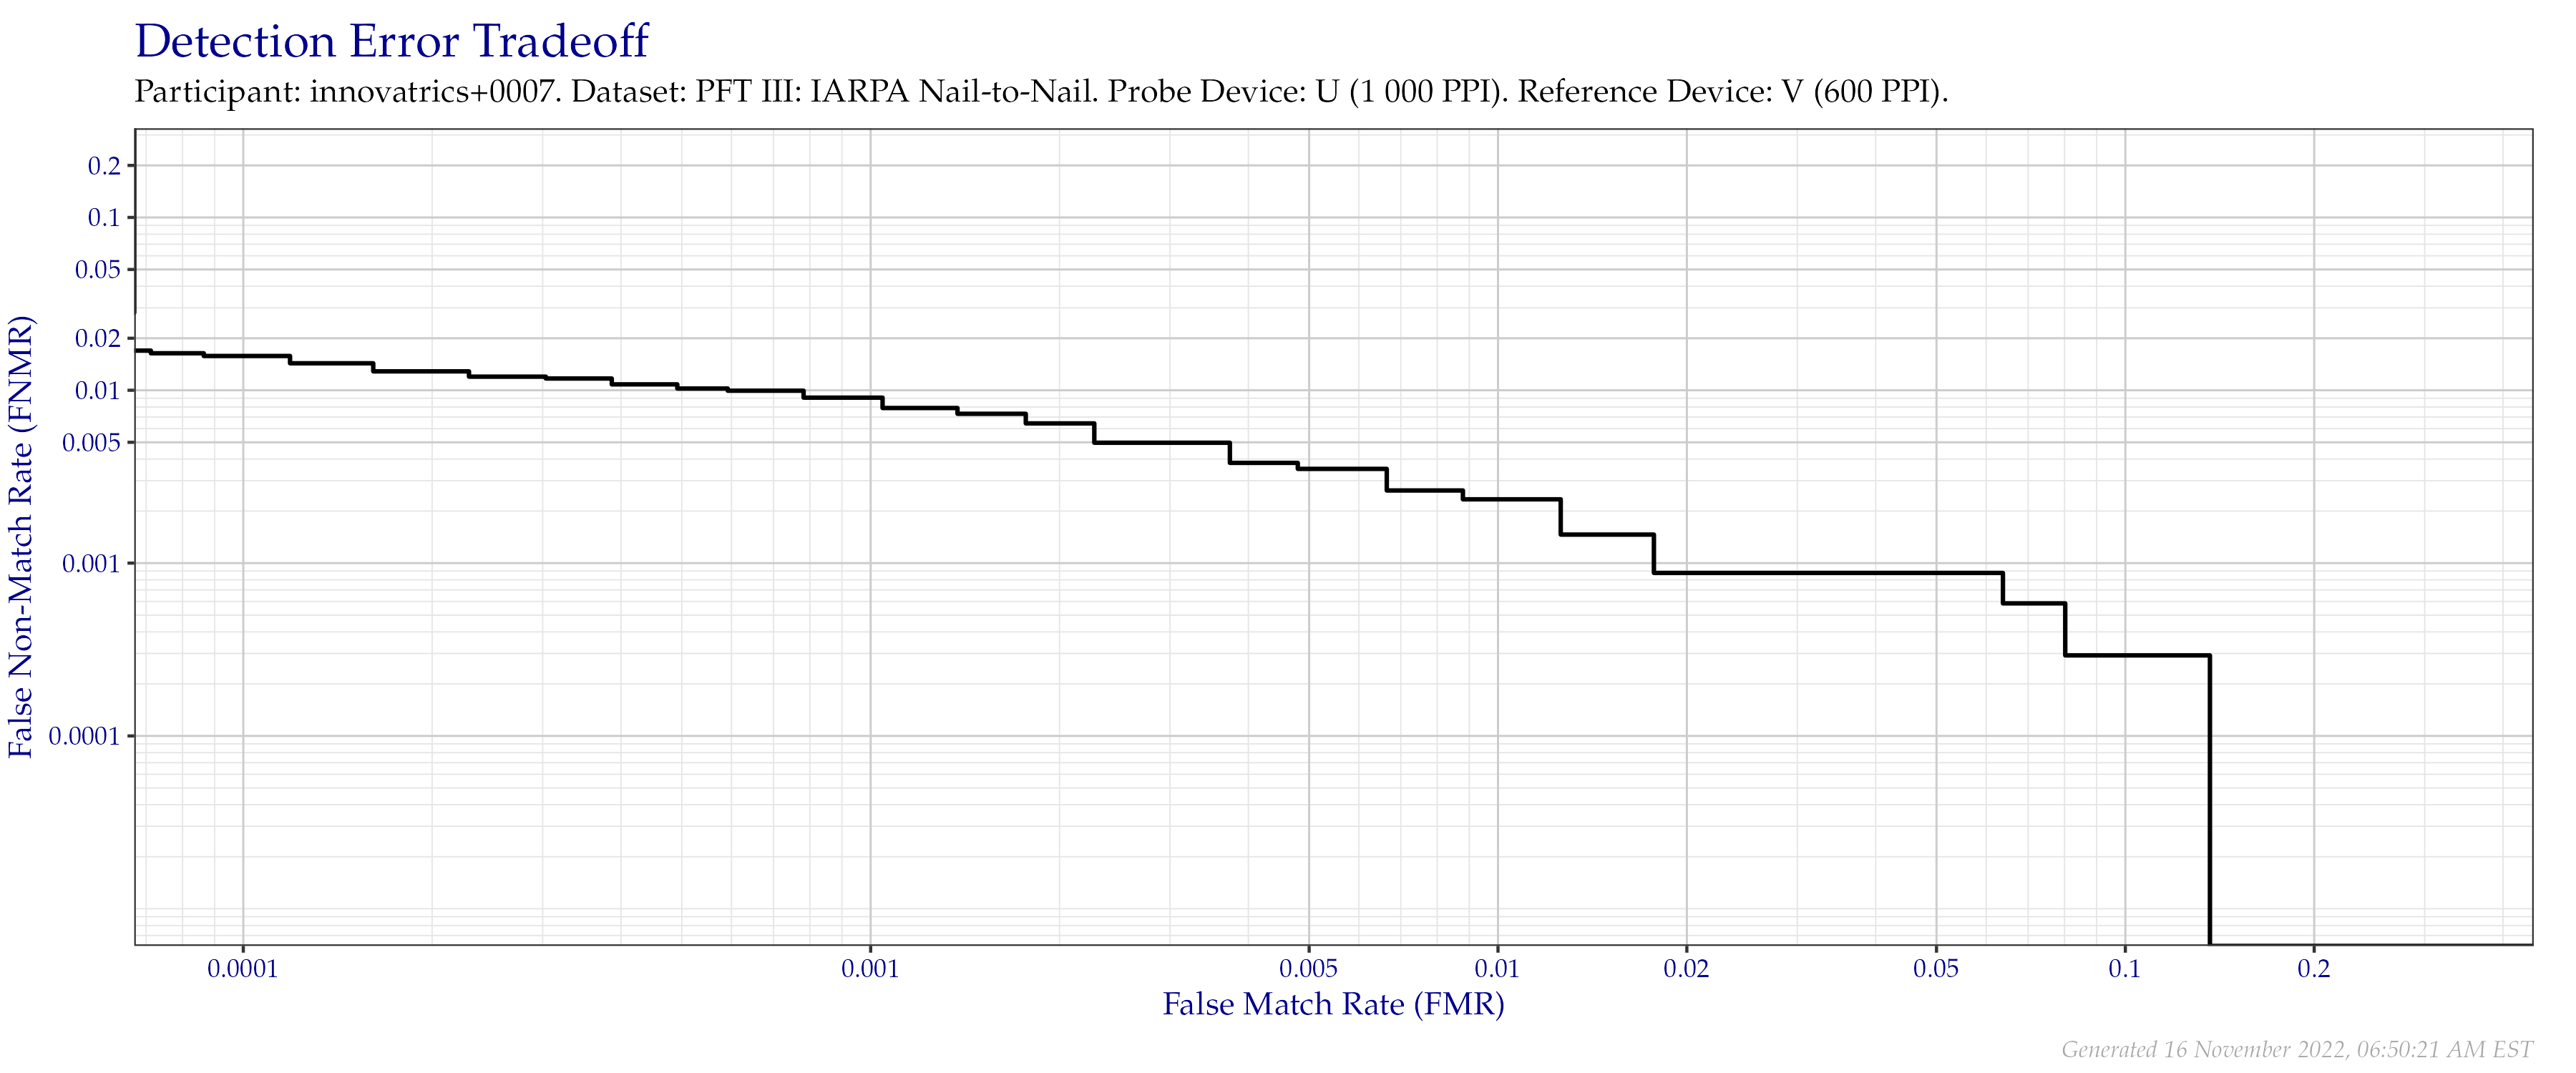 Detection Error Tradeoff
Participant: innovatrics+0007. Dataset: PFT III: IARPA Nail-to-Nail. Probe Device: U (1 000 PPI). Reference Device: V (600 PPI).
False Non-Match Rate (FNMR)
0.2
0.1
0.05
0.02
0.01
0.005
0.001
0.0001
0.0001 0.001 0.005 0.01 0.02 0.05 0.1 0.2
False Match Rate (FMR)
Generated 16 November 2022, 06:50:21 AM EST